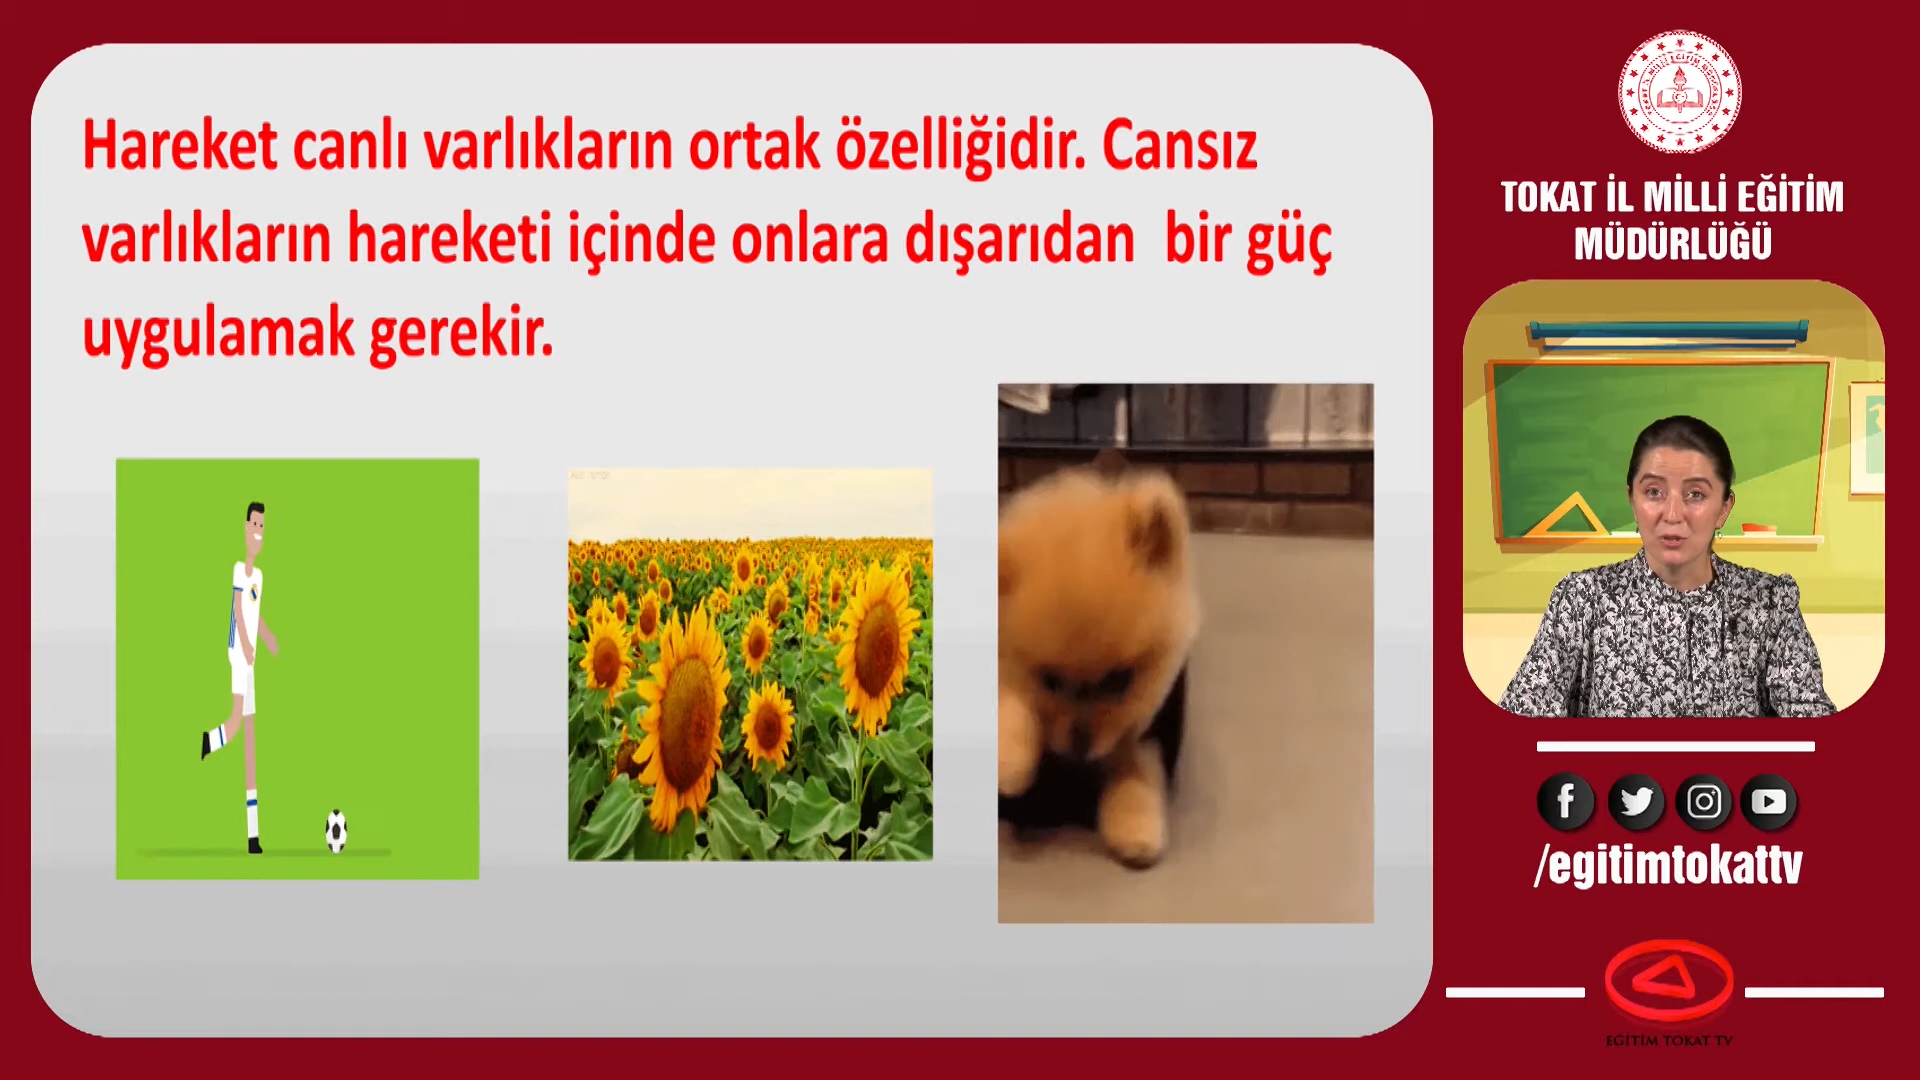 Hareket canlı varlıkların ortak özelliğidir. Cansız
varlıkların hareketi içinde onlara dışarıdan bir güç
uygulamak gerekir.
TOKAT İL MİLLİ EĞİTİM
MÜDÜRLÜĞÜ
/egitimtokattv
EĞİTİM TOKAT TV